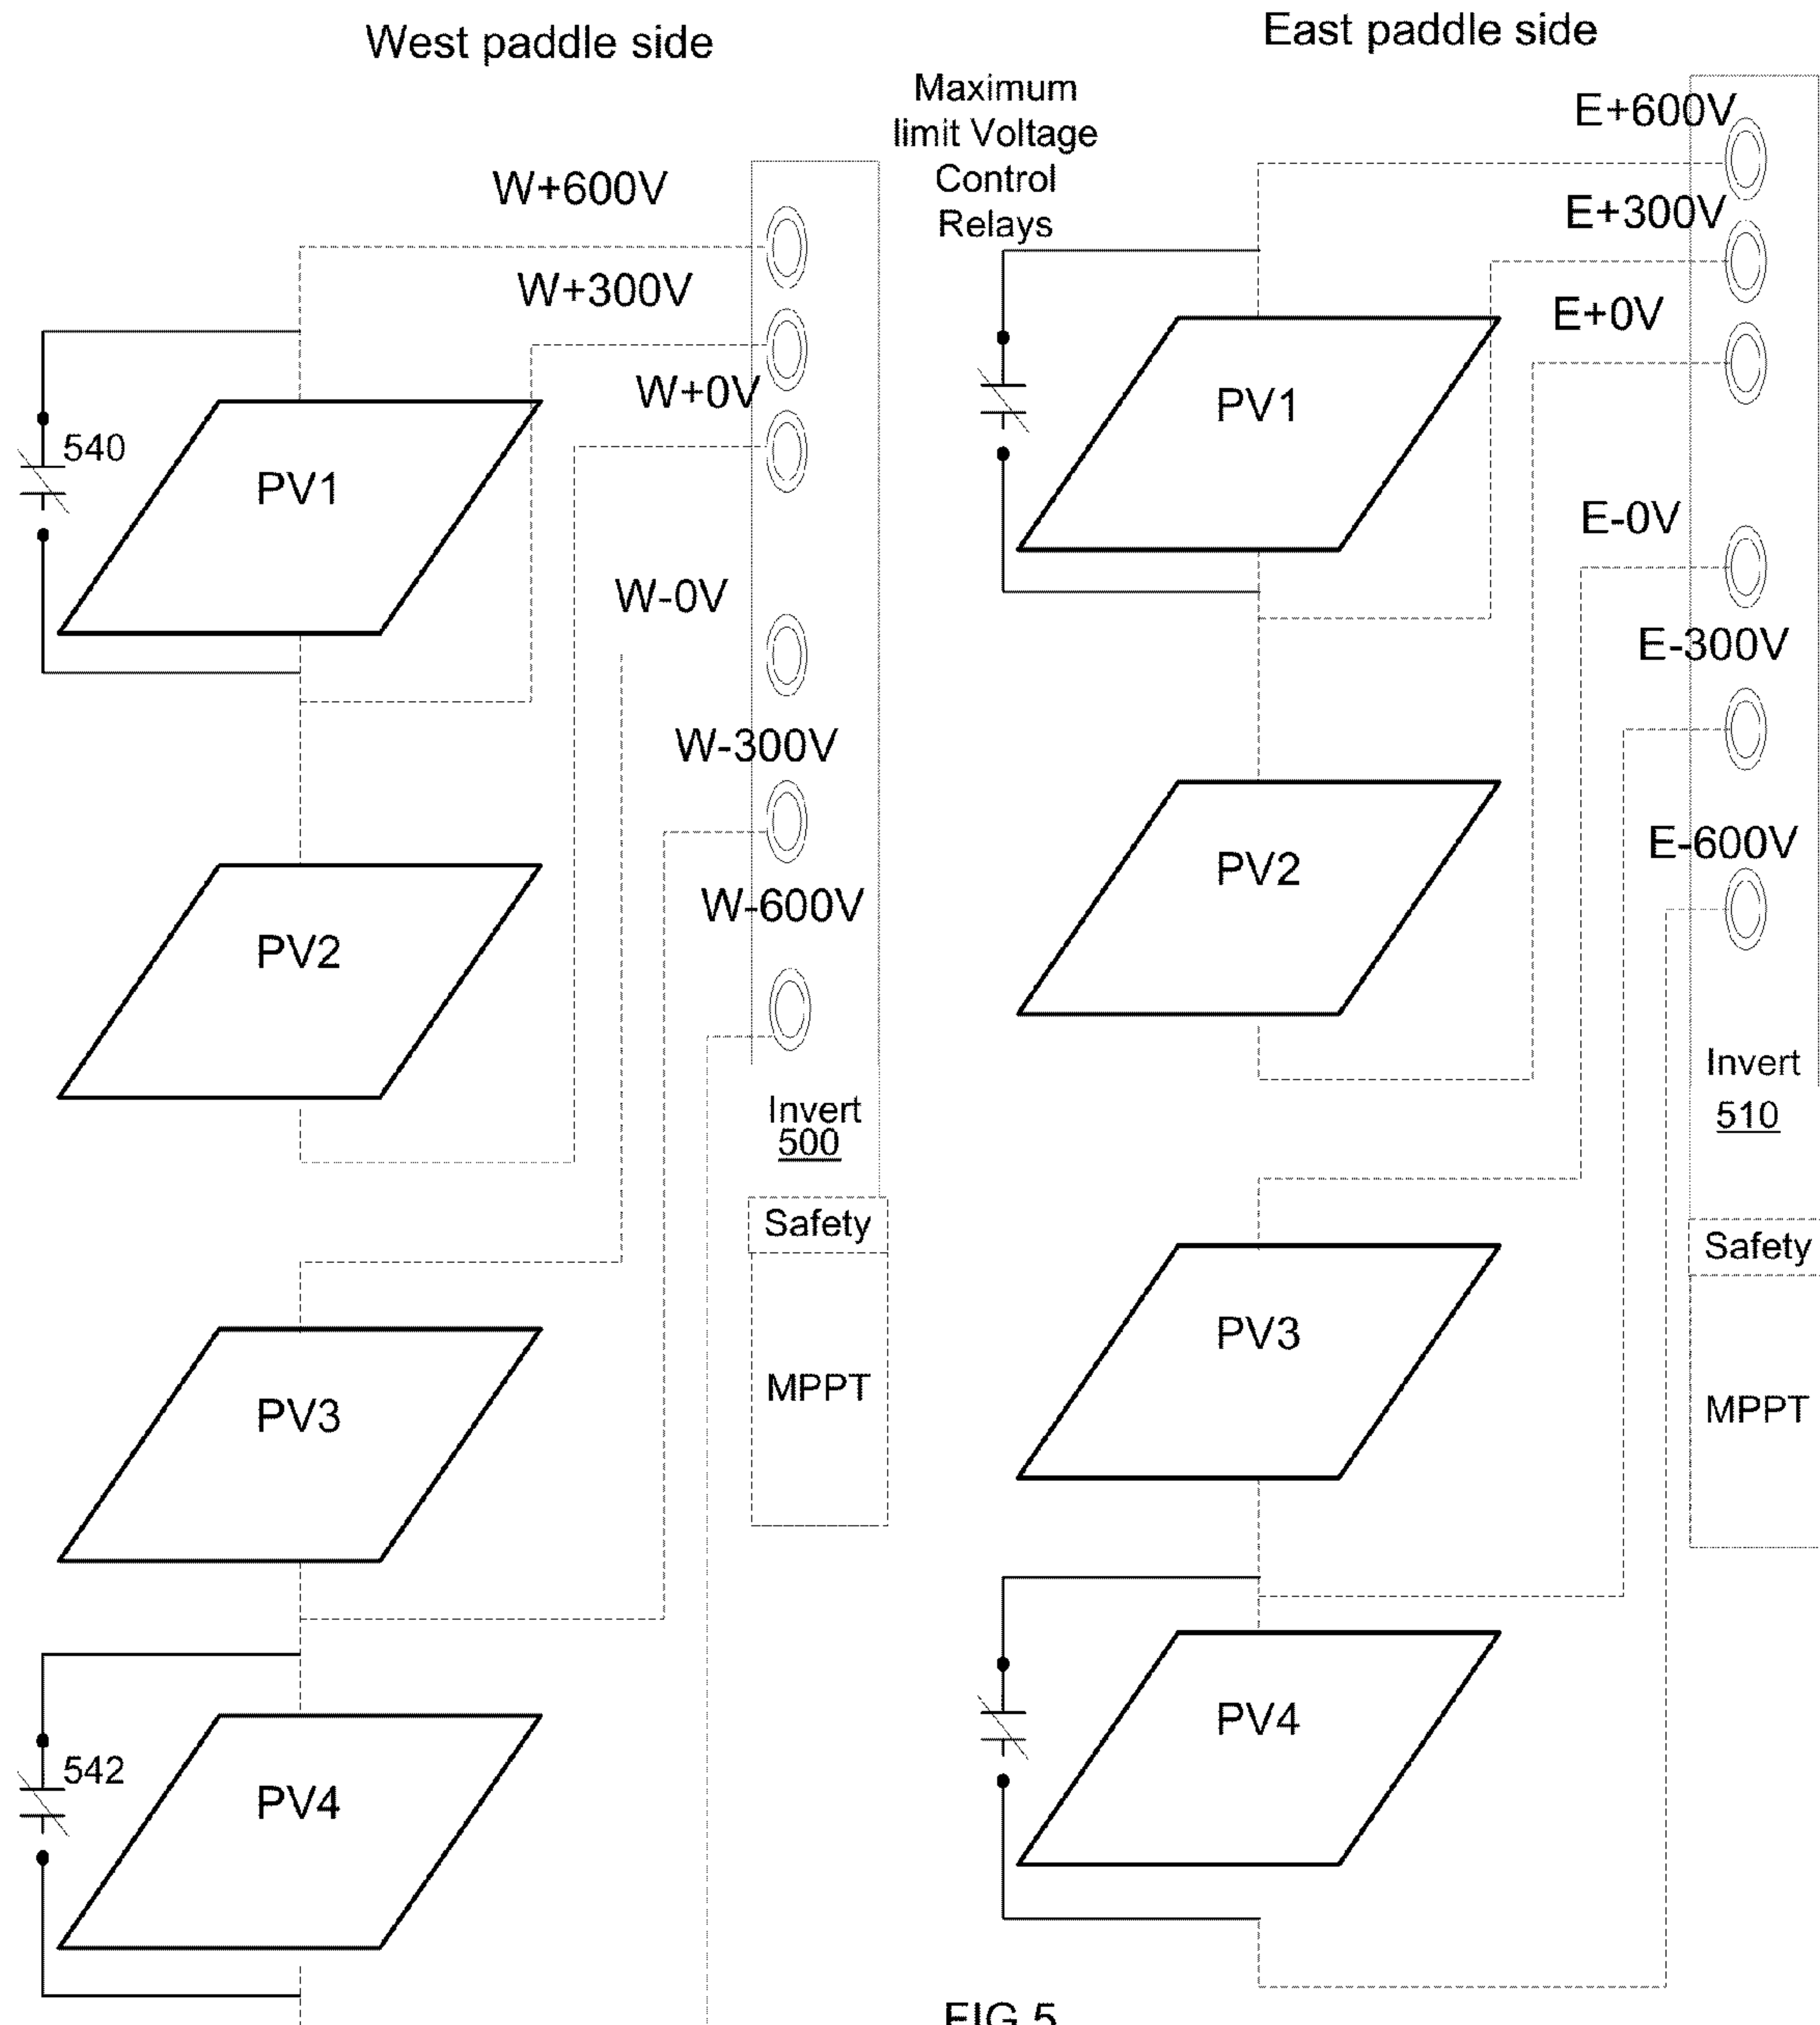 West paddle side
East paddle side
Maximum
limit Voltage
Control
Relays
W+600V
W+300V
W+0V
W-0V
W-300V
W-600V
540
PV1
PV2
PV3
542
PV4
Invert
500
Safety
MPPT
E+600V
E+300V
E+0V
E-0V
E-300V
E-600V
PV1
PV2
PV3
PV4
Invert
510
Safety
MPPT
FIG 5